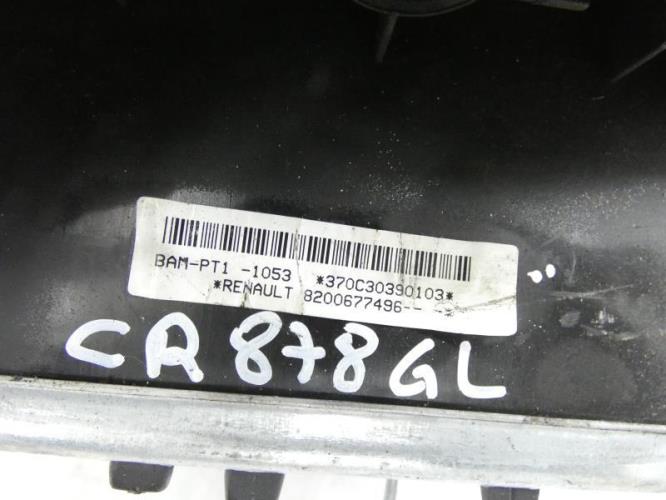 BAM-PT1 -1053 *370C30390103*
*RENAULT 8200677496--
CR 878 GL